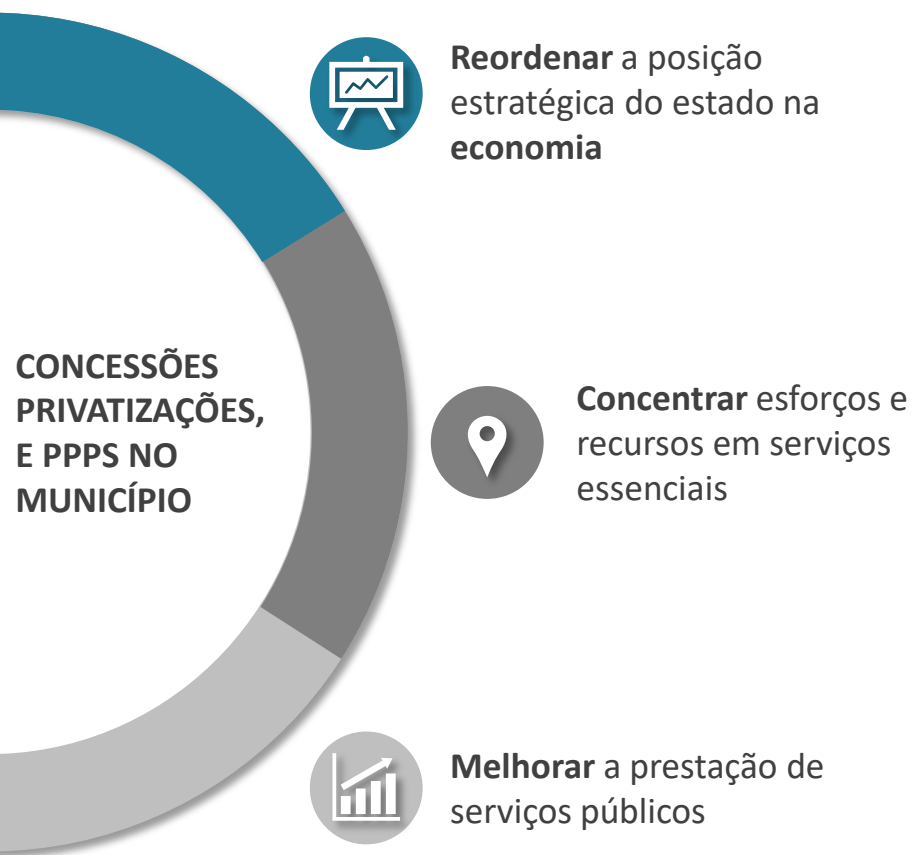 Reordenar a posição
estratégica do estado na
economia
CONCESSÕES
PRIVATIZAÇÕES,
E PPPS NO
MUNICÍPIO
Concentrar esforços e
recursos em serviços
essenciais
Melhorar a prestação de
serviços públicos